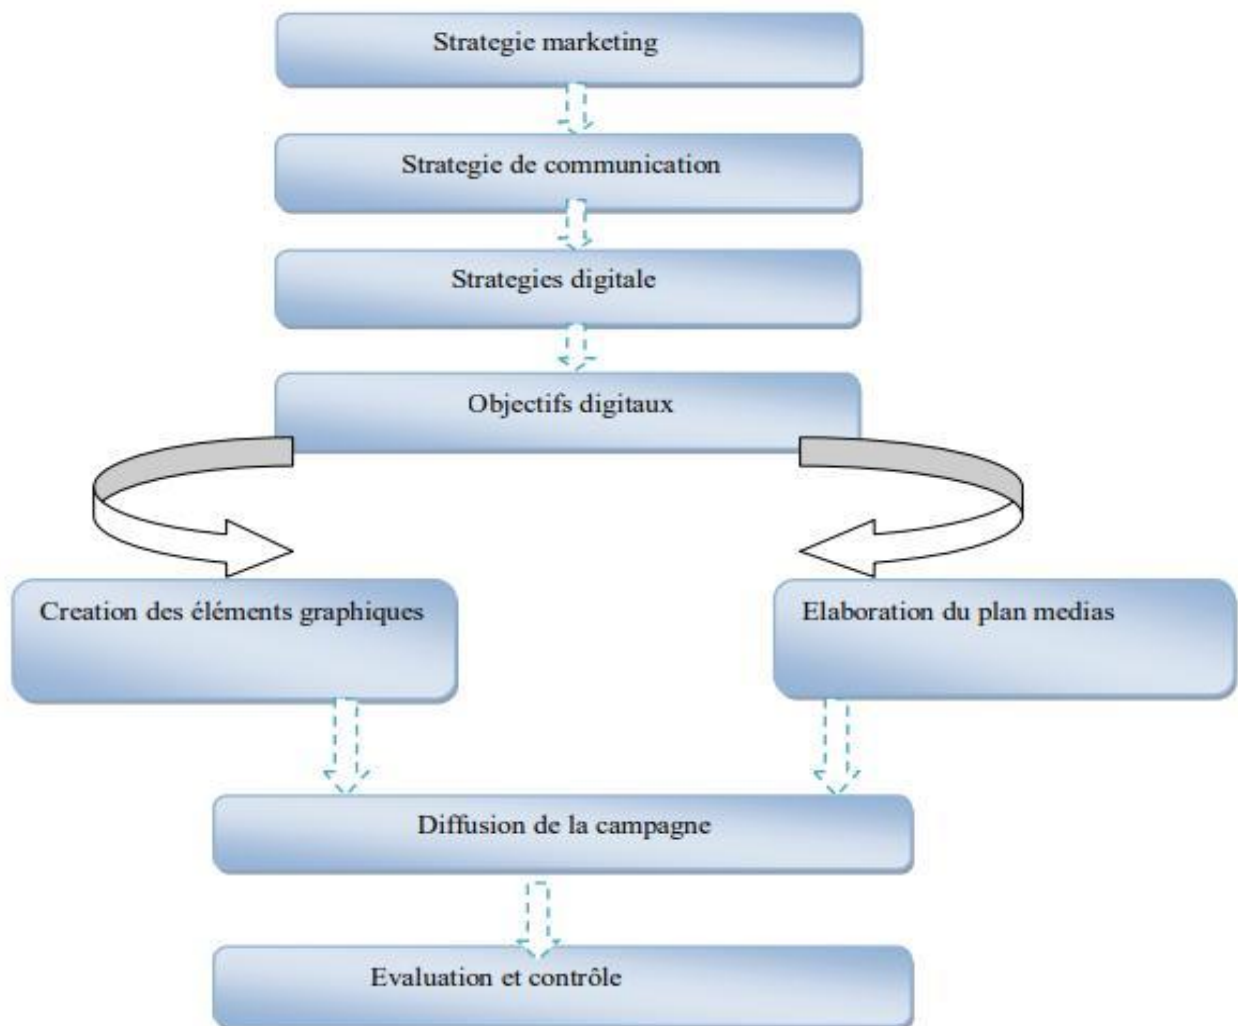 Strategie marketing
Strategie de communication
Strategies digitale
Objectifs digitaux
Creation des éléments graphiques
Elaboration du plan medias
Diffusion de la campagne
Evaluation et contrôle